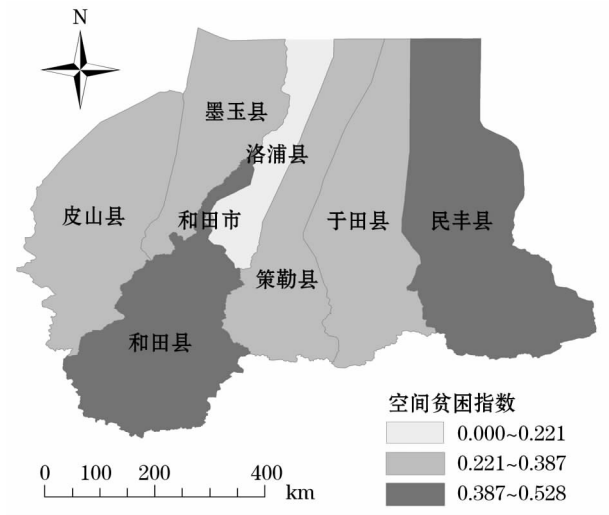 N
墨玉县
洛浦县
皮山县
和田市
于田县
民丰县
策勒县
和田县
空间贫困指数
0.000~0.221
0.221~0.387
0.387~0.528
0 100 200 400
km